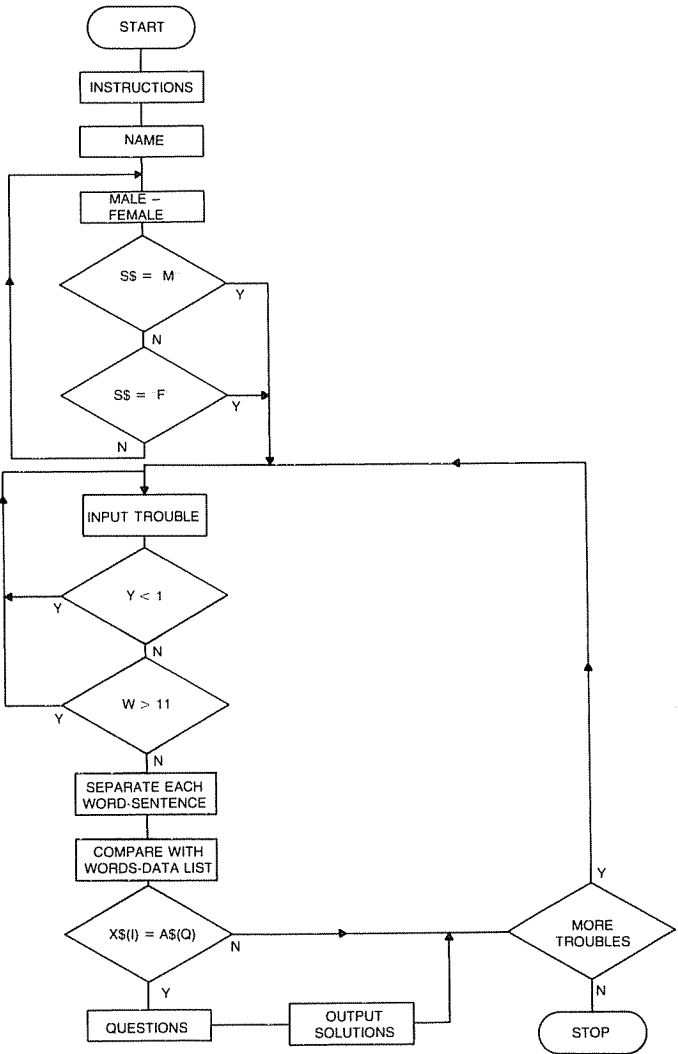 START
INSTRUCTIONS
NAME
MALE –
FEMALE
S$ = M
Y
N
S$ = F
Y
N
INPUT TROUBLE
Y < 1
Y
N
W > 11
Y
N
SEPARATE EACH
WORD-SENTENCE
COMPARE WITH
WORDS-DATA LIST
X$(I) = A$(Q)
N
Y
QUESTIONS
OUTPUT
SOLUTIONS
Y
MORE
TROUBLES
N
STOP